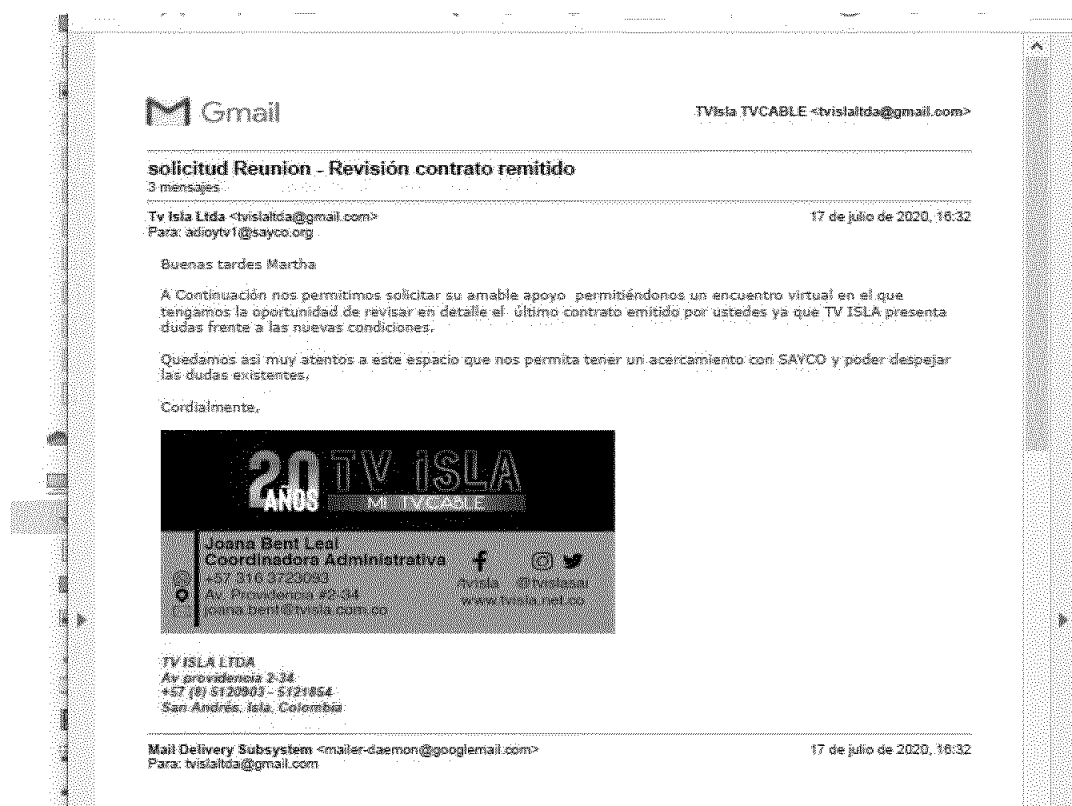 Gmail
TVIsla TVCABLE <tvislaltda@gmail.com>
solicitud Reunion - Revisión contrato remitido
3 mensajes
Tv Isla Ltda <tvislaltda@gmail.com>
17 de julio de 2020, 16:32
Para: adioytv1@sayco.org
Buenas tardes Martha
A Continuación nos permitimos solicitar su amable apoyo permitiéndonos un encuentro virtual en el que
tengamos la oportunidad de revisar en detalle el último contrato emitido por ustedes ya que TV ISLA presenta
dudas frente a las nuevas condiciones.
Quedamos asi muy atentos a este espacio que nos permita tener un acercamiento con SAYCO y poder despejar
las dudas existentes.
Cordialmente,
20 AÑOS TV iSLA
MI TVCABLE
Joana Bent Leal
Coordinadora Administrativa
+57 316 3723093
Av. Providencia #2-34
joana.bent@tvisla.com.co
/tvisla @tvislasai
www.tvisla.net.co
TV ISLA LTDA
Av providencia 2-34
+57 (8) 5120903 - 5121854
San Andrés, Isla, Colombia
Mail Delivery Subsystem <mailer-daemon@googlemail.com>
17 de julio de 2020, 16:32
Para: tvislaltda@gmail.com